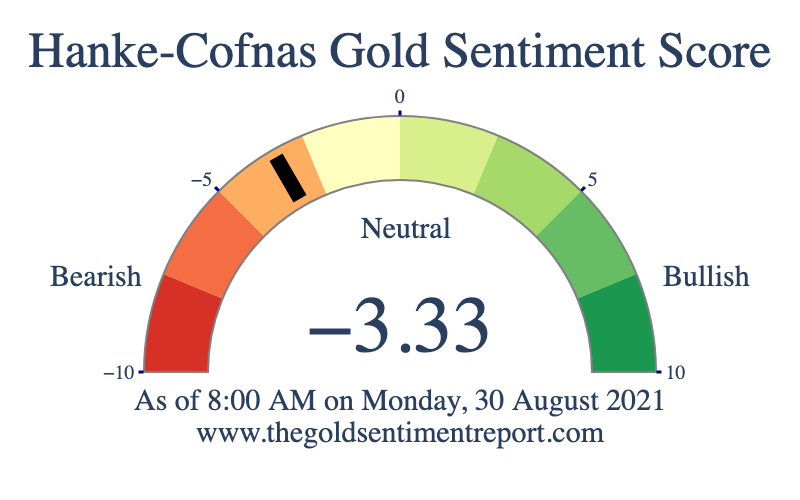 Hanke-Cofnas Gold Sentiment Score
0
−5
5
Neutral
Bearish
Bullish
−3.33
−10
10
As of 8:00 AM on Monday, 30 August 2021
www.thegoldsentimentreport.com